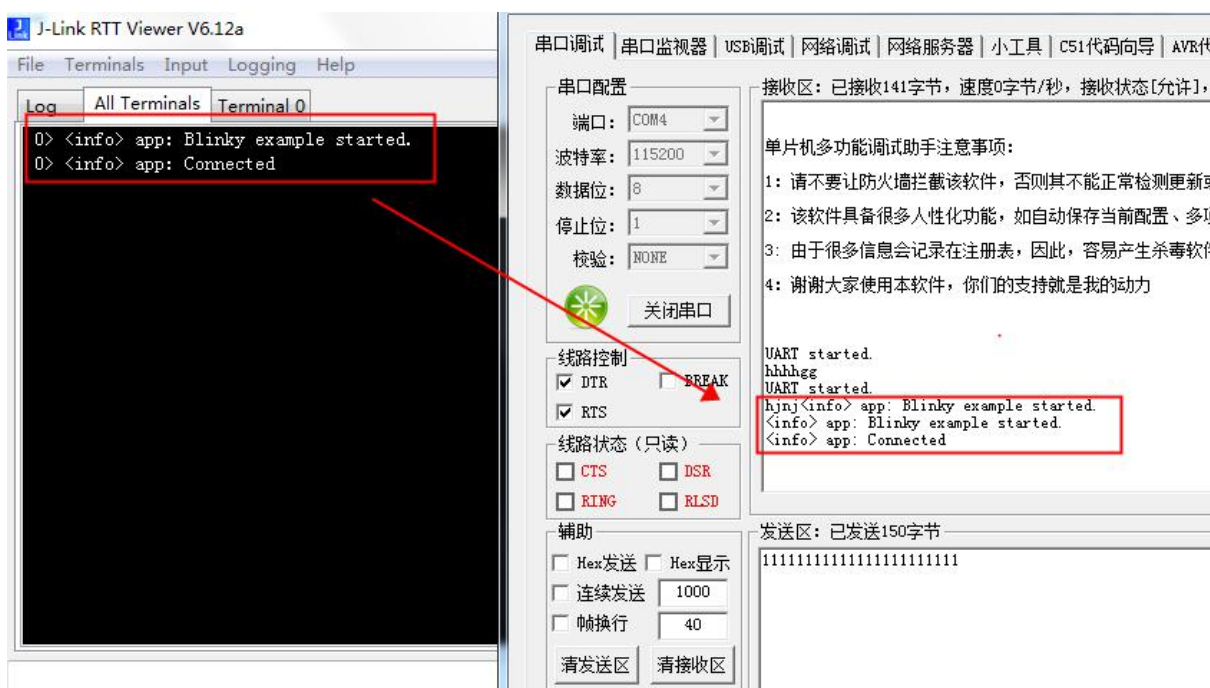 J-Link RTT Viewer V6.12a
File Terminals Input Logging Help
Log All Terminals Terminal 0
0> <info> app: Blinky example started.
0> <info> app: Connected
串口调试 串口监视器 USB调试 网络调试 网络服务器 小工具 C51代码向导
串口配置
端口: COM4
波特率: 115200
数据位: 8
停止位: 1
校验: NONE
关闭串口
线路控制
DTR BREAK
RTS
线路状态（只读）
CTS DSR
RING RLSD
辅助
Hex发送 Hex显示
连续发送 1000
帧换行 40
清发送区 清接收区
接收区：已接收141字节，速度0字节/秒，接收状态[允许]，
单片机多功能调试助手注意事项：
1：请不要让防火墙拦截该软件，否则其不能正常检测更新
2：该软件具备很多人性化功能，如自动保存当前配置、多
3：由于很多信息会记录在注册表，因此，容易产生杀毒软
4：谢谢大家使用本软件，你们的支持就是我的动力
UART started.
hhhhgg
UART started.
hjnj<info> app: Blinky example started.
<info> app: Blinky example started.
<info> app: Connected
发送区：已发送150字节